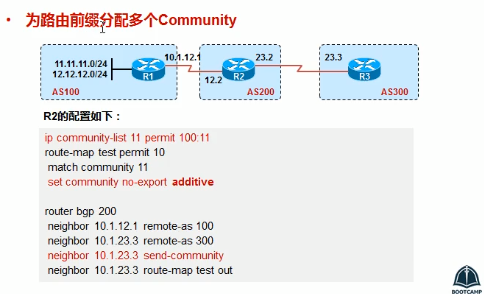 • 为路由前缀分配多个Community
11.11.11.0/24
12.12.12.0/24
R1
AS100
10.1.12.1
12.2
R2
AS200
23.2
23.3
R3
AS300
R2的配置如下：
ip community-list 11 permit 100:11
route-map test permit 10
match community 11
set community no-export additive
router bgp 200
neighbor 10.1.12.1 remote-as 100
neighbor 10.1.23.3 remote-as 300
neighbor 10.1.23.3 send-community
neighbor 10.1.23.3 route-map test out
BOOTCAMP